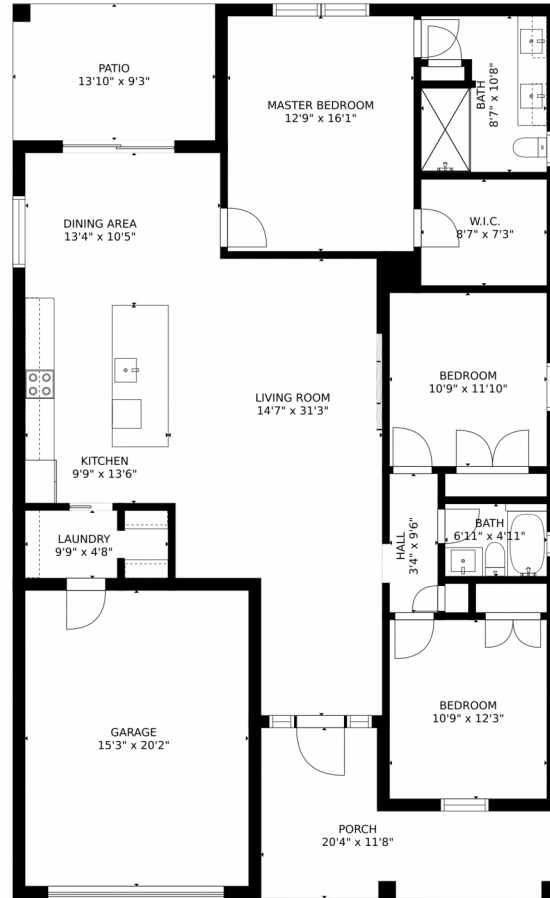 PATIO
13'10" x 9'3"
MASTER BEDROOM
12'9" x 16'1"
BATH
8'7" x 10'8"
DINING AREA
13'4" x 10'5"
W.I.C.
8'7" x 7'3"
BEDROOM
10'9" x 11'10"
LIVING ROOM
14'7" x 31'3"
KITCHEN
9'9" x 13'6"
LAUNDRY
9'9" x 4'8"
HALL
3'4" x 9'6"
BATH
6'11" x 4'11"
BEDROOM
10'9" x 12'3"
GARAGE
15'3" x 20'2"
PORCH
20'4" x 11'8"